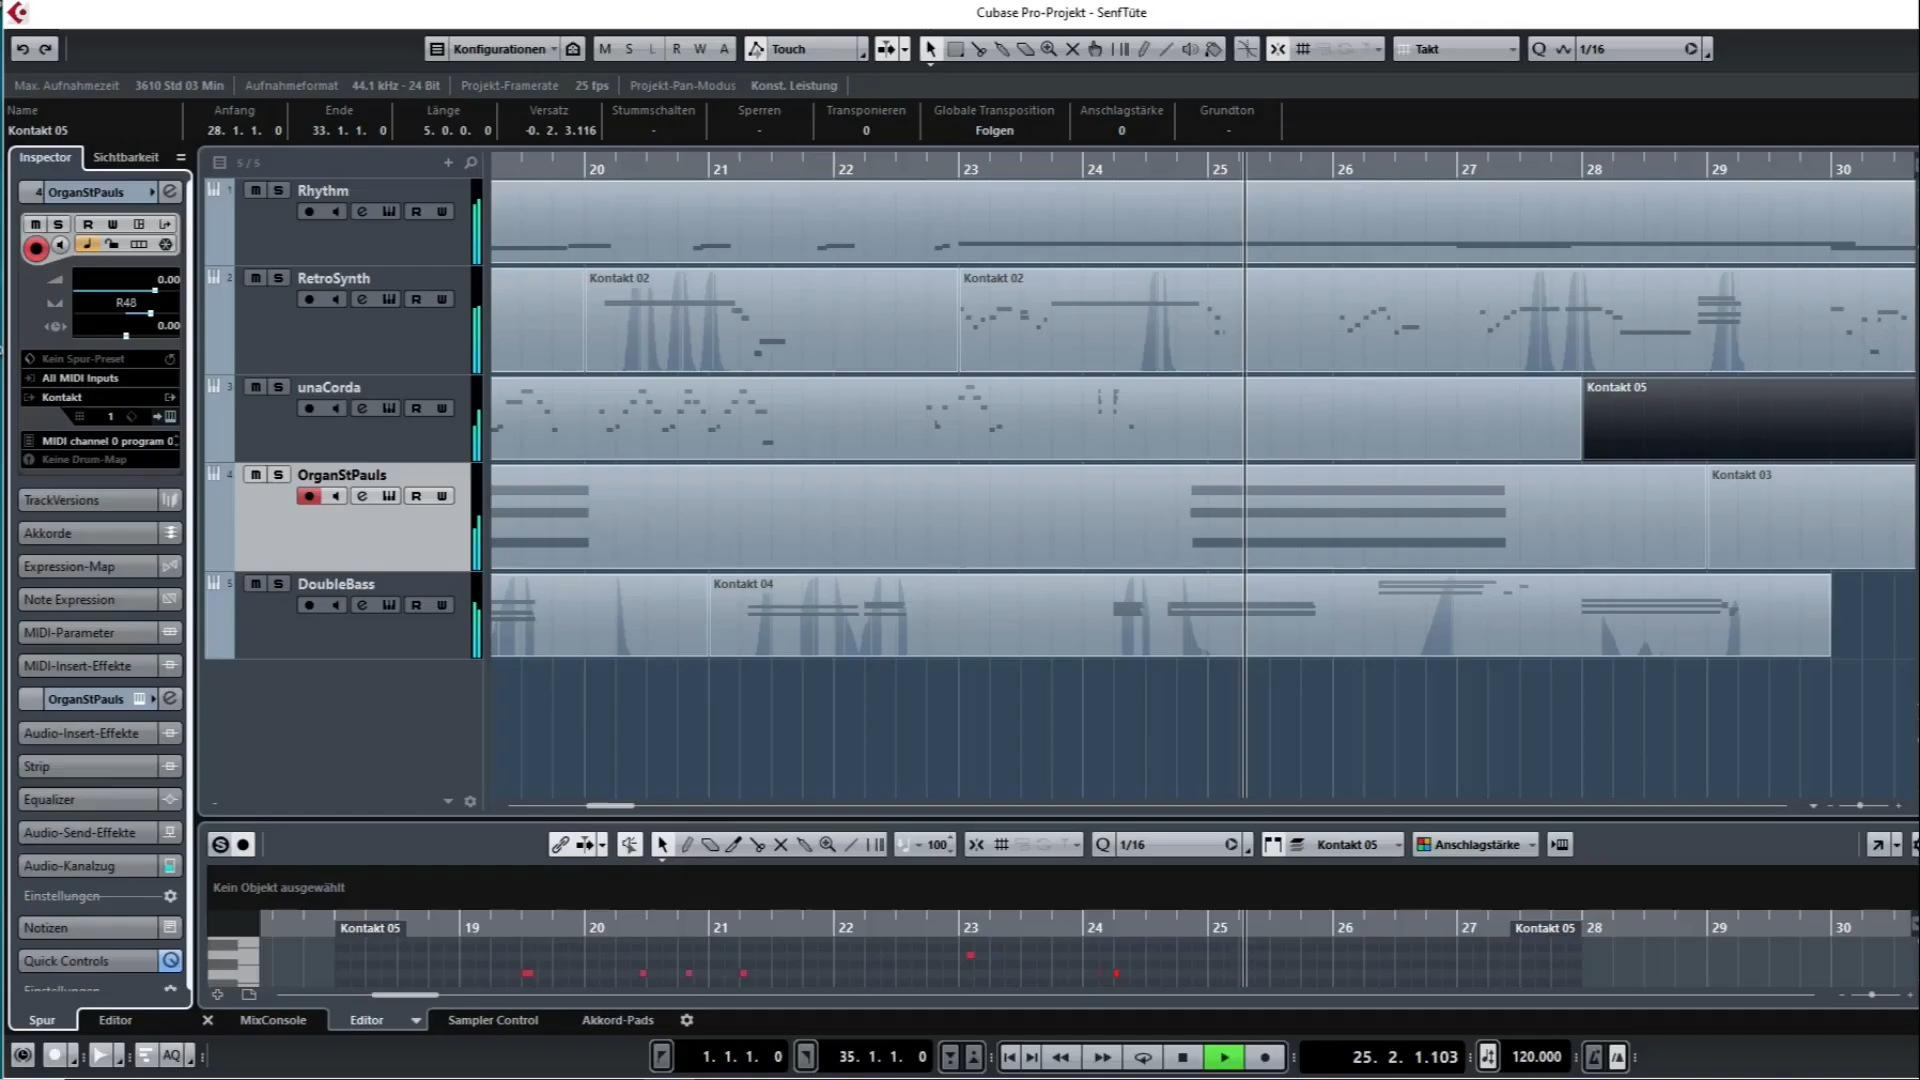 Cubase Pro-Projekt - SenfTüte
Konfigurationen M S L R W A Touch Takt Q 1/16
Max. Aufnahmezeit 3610 Std 03 Min Aufnahmeformat 44.1 kHz - 24 Bit Projekt-Framerate 25 fps Projekt-Pan-Modus Konst. Leistung
Name Anfang Ende Länge Versatz Stummschalten Sperren Transponieren Globale Transposition Anschlagstärke Grundton
Kontakt 05 28. 1. 1. 0 33. 1. 1. 0 5. 0. 0. 0 -0. 2. 3.116 - - 0 Folgen 0 -
Inspector Sichtbarkeit
5 / 5
20 21 22 23 24 25 26 27 28 29 30
4 OrganStPauls
m S R W
0.00
R48
0.00
Kein Spur-Preset
All MIDI Inputs
Kontakt
1
MIDI channel 0 program 0
Keine Drum-Map
TrackVersions
Akkorde
Expression-Map
Note Expression
MIDI-Parameter
MIDI-Insert-Effekte
OrganStPauls
Audio-Insert-Effekte
Strip
Equalizer
Audio-Send-Effekte
Audio-Kanalzug
Einstellungen
Notizen
Quick Controls
Einstellungen
1 m S Rhythm
R W
2 m S RetroSynth
R W
Kontakt 02 Kontakt 02
3 m S unaCorda
R W
Kontakt 05
4 m S OrganStPauls
R W
Kontakt 03
5 m S DoubleBass
R W
Kontakt 04
100 Q 1/16 Kontakt 05 Anschlagstärke
Kein Objekt ausgewählt
Kontakt 05 19 20 21 22 23 24 25 26 27 Kontakt 05 28 29 30
Spur Editor MixConsole Editor Sampler Control Akkord-Pads
AQ 1. 1. 1. 0 35. 1. 1. 0 25. 2. 1.103 120.000